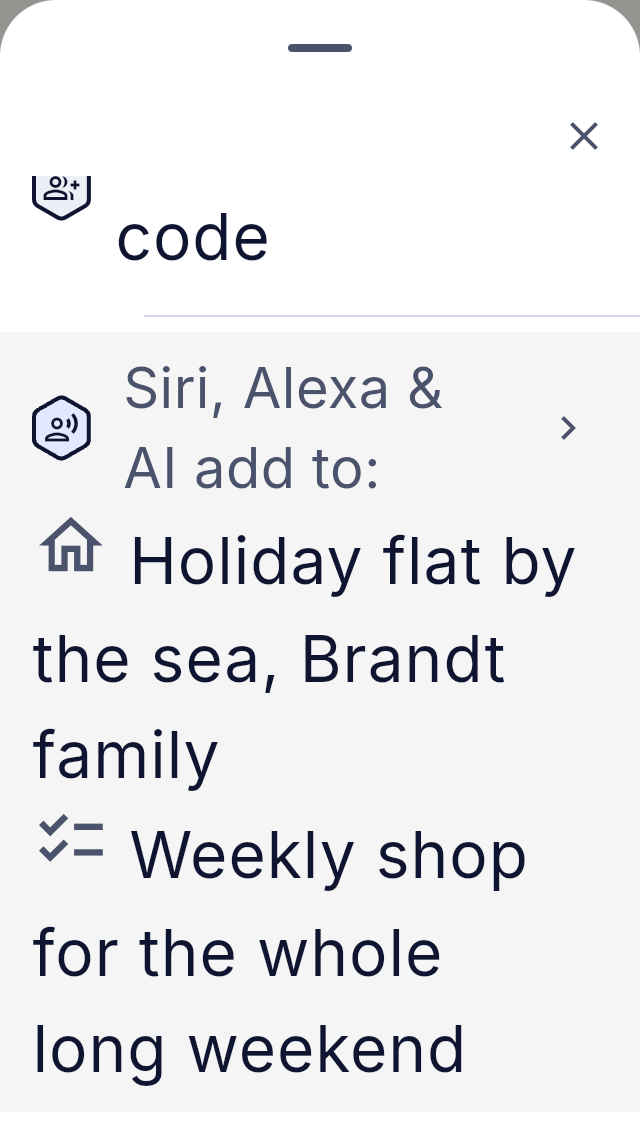 code
Siri, Alexa &
AI add to:
Holiday flat by
the sea, Brandt
family
Weekly shop
for the whole
long weekend